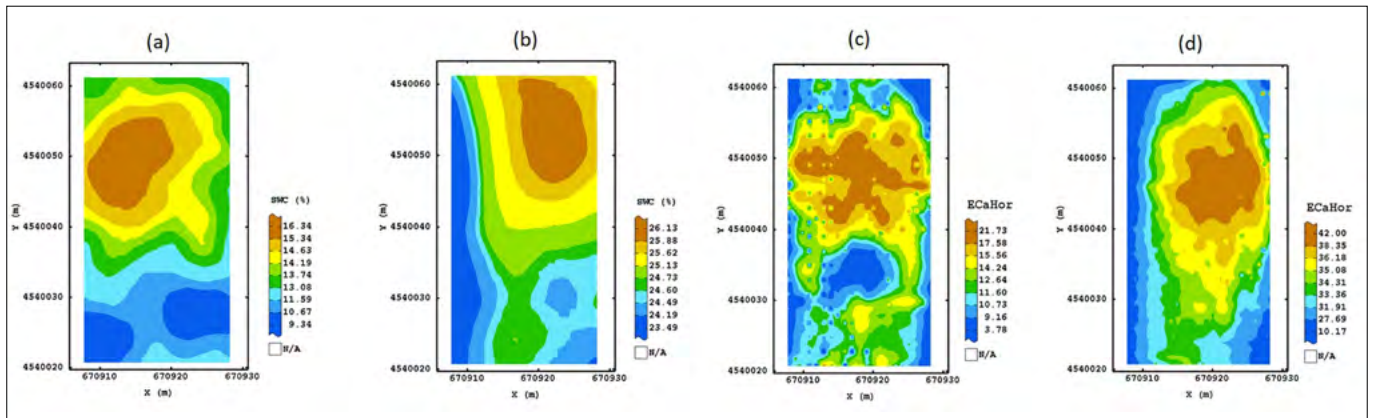 (a)
4540060
4540050
4540040
4540030
4540020
Y (m)
670910 670920 670930
X (m)
SWC (%)
16.34
15.34
14.63
14.19
13.74
13.08
11.59
10.67
9.34
N/A
(b)
4540060
4540050
4540040
4540030
4540020
Y (m)
670910 670920 670930
X (m)
SWC (%)
26.13
25.88
25.62
25.13
24.73
24.60
24.49
24.19
23.49
N/A
(c)
4540060
4540050
4540040
4540030
4540020
Y (m)
670910 670920 670930
X (m)
ECaHor
21.73
17.58
15.56
14.24
12.64
11.60
10.73
9.16
3.78
N/A
(d)
4540060
4540050
4540040
4540030
4540020
Y (m)
670910 670920 670930
X (m)
ECaHor
42.00
38.35
36.18
35.08
34.31
33.36
31.91
27.69
10.17
N/A